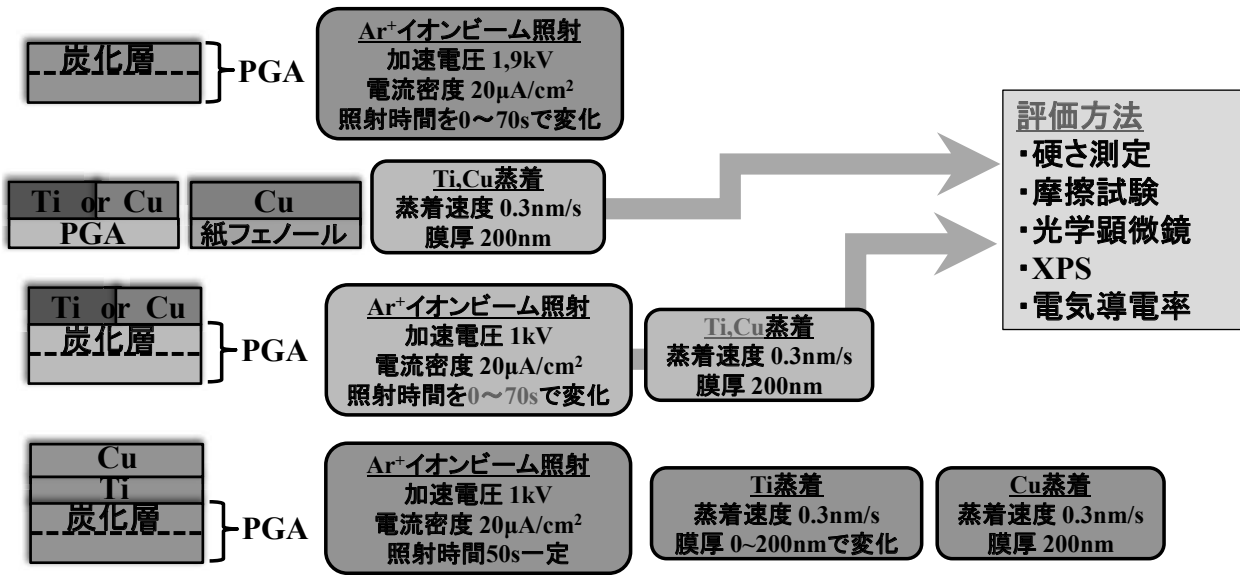 炭化層
PGA
Ar⁺イオンビーム照射
加速電圧 1,9kV
電流密度 20μA/cm²
照射時間を0～70sで変化
Ti or Cu
PGA
Cu
紙フェノール
Ti,Cu蒸着
蒸着速度 0.3nm/s
膜厚 200nm
評価方法
・硬さ測定
・摩擦試験
・光学顕微鏡
・XPS
・電気導電率
Ti or Cu
炭化層
PGA
Ar⁺イオンビーム照射
加速電圧 1kV
電流密度 20μA/cm²
照射時間を0～70sで変化
Ti,Cu蒸着
蒸着速度 0.3nm/s
膜厚 200nm
Cu
Ti
炭化層
PGA
Ar⁺イオンビーム照射
加速電圧 1kV
電流密度 20μA/cm²
照射時間50s一定
Ti蒸着
蒸着速度 0.3nm/s
膜厚 0~200nmで変化
Cu蒸着
蒸着速度 0.3nm/s
膜厚 200nm